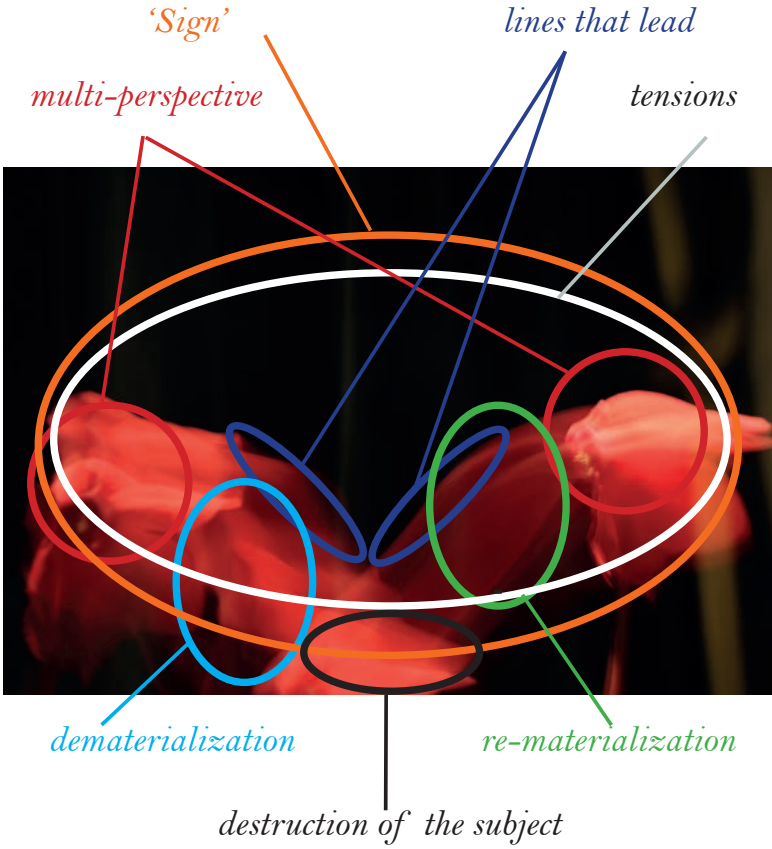 ‘Sign’
lines that lead
multi-perspective
tensions
dematerialization
re-materialization
destruction of the subject